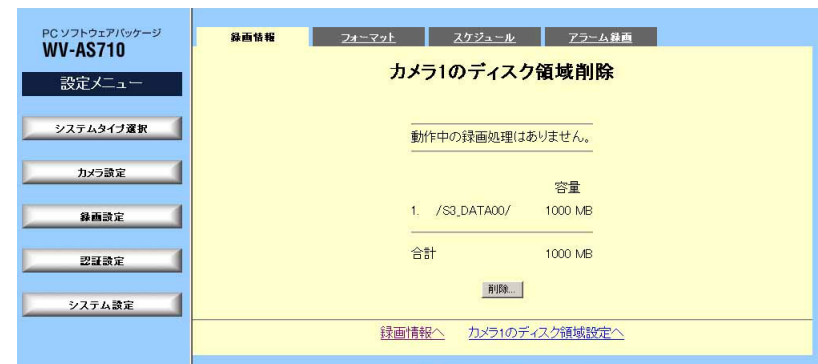 PC ソフトウェアパッケージ
WV-AS710
設定メニュー
システムタイプ選択
カメラ設定
録画設定
認証設定
システム設定
録画情報 フォーマット スケジュール アラーム録画
カメラ1のディスク領域削除
動作中の録画処理はありません。
容量
1. /S3_DATA00/ 1000 MB
合計 1000 MB
削除...
録画情報へ カメラ1のディスク領域設定へ